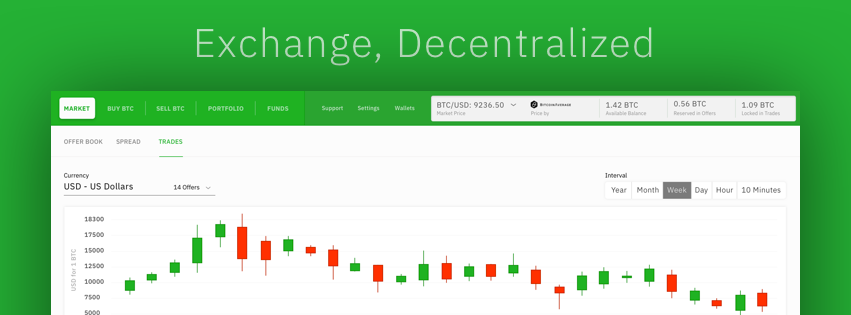 Exchange, Decentralized
MARKET BUY BTC SELL BTC PORTFOLIO FUNDS Support Settings Wallets
BTC/USD: 9236.50 BITCOINAVERAGE 1.42 BTC 0.56 BTC 1.09 BTC
Market Price Price by Available Balance Reserved in Offers Locked in Trades
OFFER BOOK SPREAD TRADES
Currency Interval
USD - US Dollars 14 Offers Year Month Week Day Hour 10 Minutes
USD for 1 BTC
18300
17500
15000
12500
10000
7500
5000